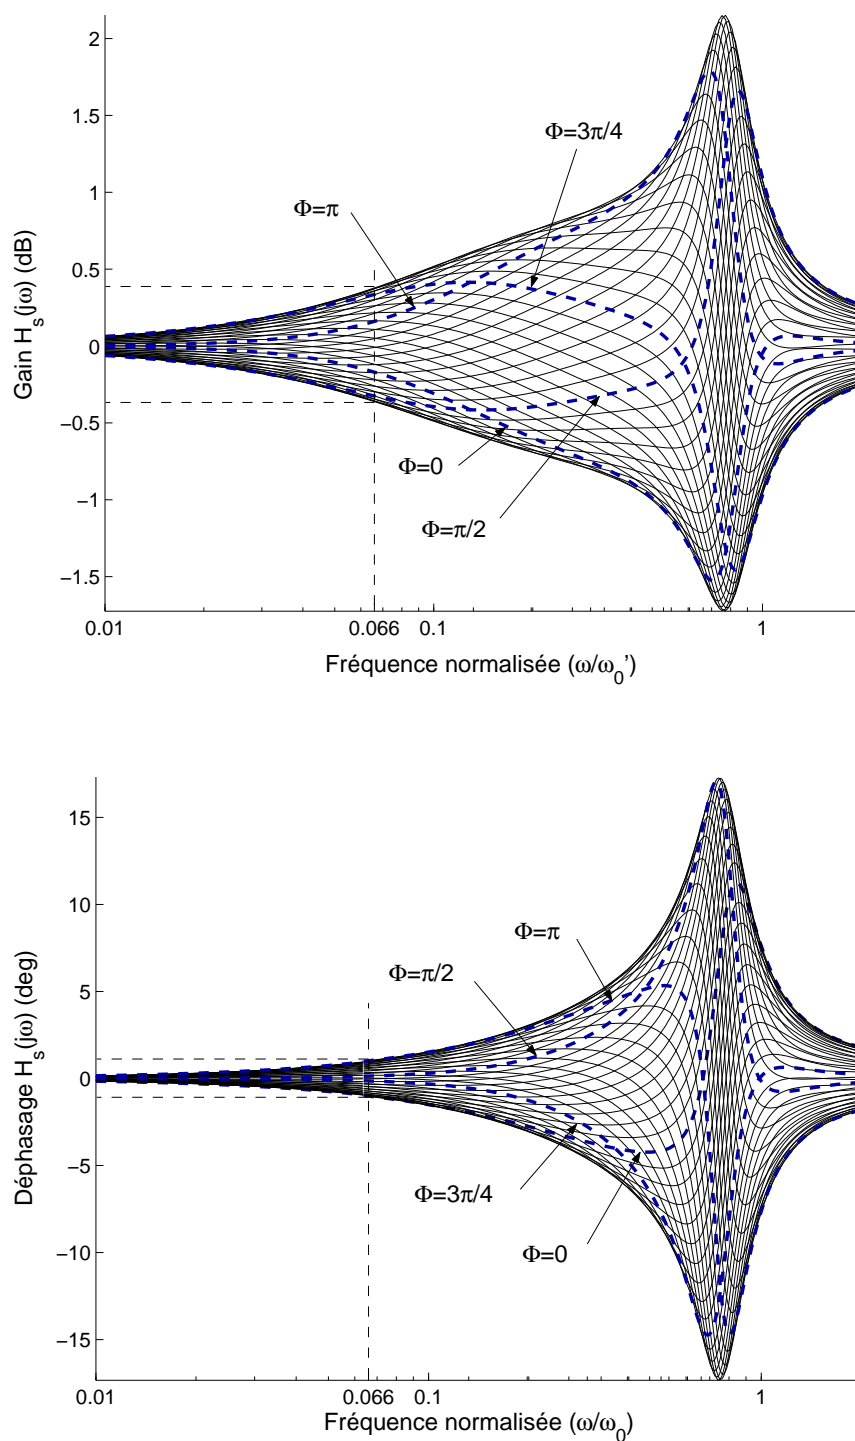 2
1.5
1
0.5
0
−0.5
−1
−1.5
Gain H_s(jω) (dB)
Φ=3π/4
Φ=π
Φ=0
Φ=π/2
0.01
0.066
0.1
1
Fréquence normalisée (ω/ω_0')
15
10
5
0
−5
−10
−15
Déphasage H_s(jω) (deg)
Φ=π
Φ=π/2
Φ=3π/4
Φ=0
0.01
0.066
0.1
1
Fréquence normalisée (ω/ω_0)